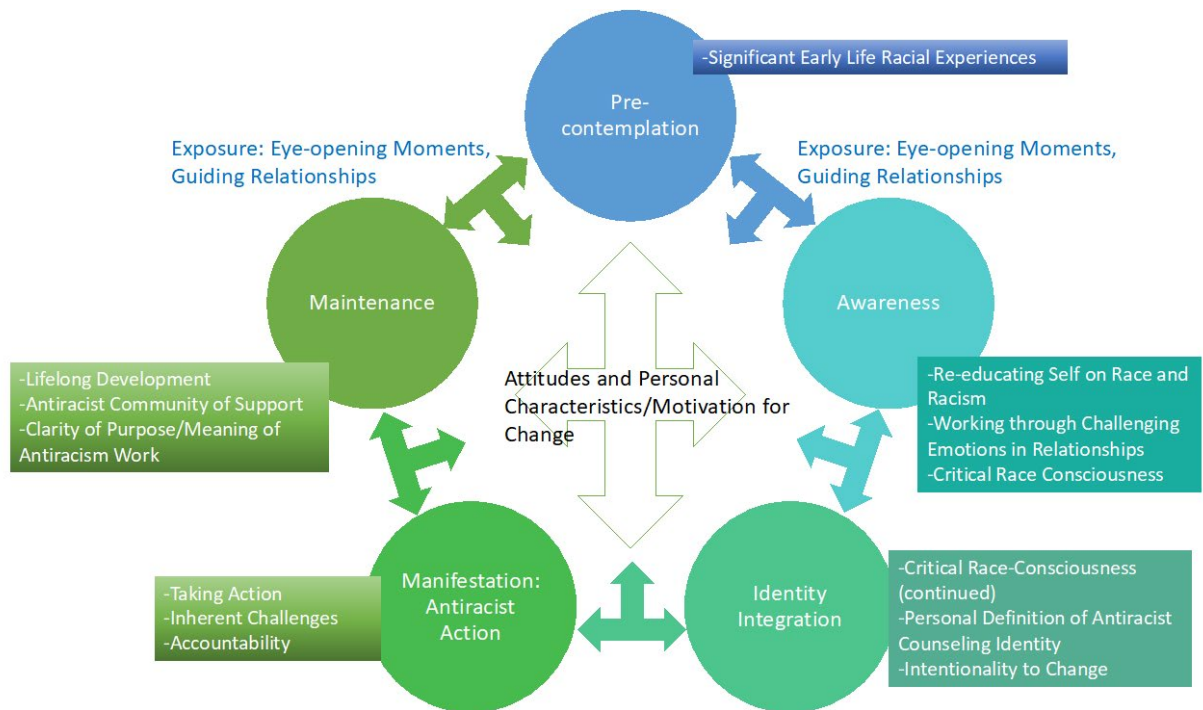 -Significant Early Life Racial Experiences
Pre-
contemplation
Exposure: Eye-opening Moments,
Guiding Relationships
Exposure: Eye-opening Moments,
Guiding Relationships
Maintenance
Awareness
-Lifelong Development
-Antiracist Community of Support
-Clarity of Purpose/Meaning of
Antiracism Work
Attitudes and Personal
Characteristics/Motivation for
Change
-Re-educating Self on Race and
Racism
-Working through Challenging
Emotions in Relationships
-Critical Race Consciousness
-Taking Action
-Inherent Challenges
-Accountability
Manifestation:
Antiracist
Action
Identity
Integration
-Critical Race-Consciousness
(continued)
-Personal Definition of Antiracist
Counseling Identity
-Intentionality to Change